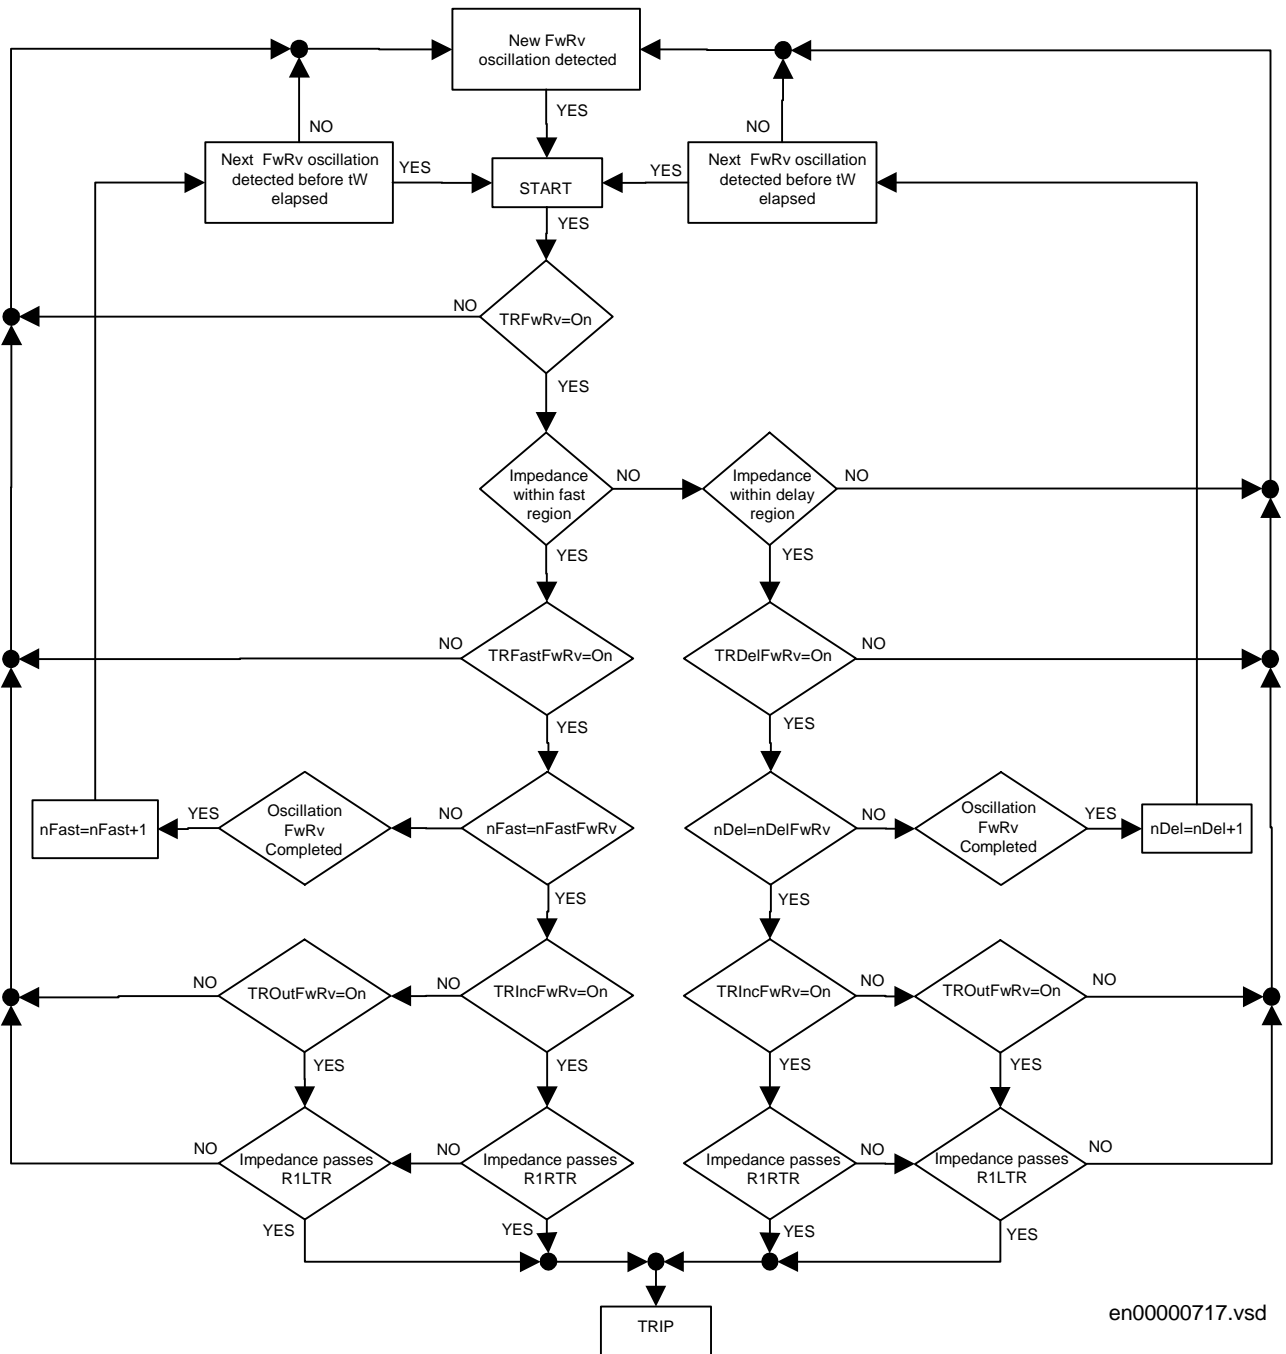 New FwRv
oscillation detected
YES
NO
NO
Next FwRv oscillation
detected before tW
elapsed
YES
START
YES
Next FwRv oscillation
detected before tW
elapsed
YES
NO
TRFwRv=On
YES
Impedance
within fast
region
NO
Impedance
within delay
region
NO
YES
YES
NO
TRFastFwRv=On
TRDelFwRv=On
NO
YES
YES
nFast=nFast+1
YES
Oscillation
FwRv
Completed
NO
nFast=nFastFwRv
nDel=nDelFwRv
NO
Oscillation
FwRv
Completed
YES
nDel=nDel+1
YES
YES
NO
TROutFwRv=On
NO
TRIncFwRv=On
TRIncFwRv=On
NO
TROutFwRv=On
NO
YES
YES
YES
YES
NO
Impedance passes
R1LTR
NO
Impedance passes
R1RTR
Impedance passes
R1RTR
NO
Impedance passes
R1LTR
NO
YES
YES
YES
YES
TRIP
en00000717.vsd